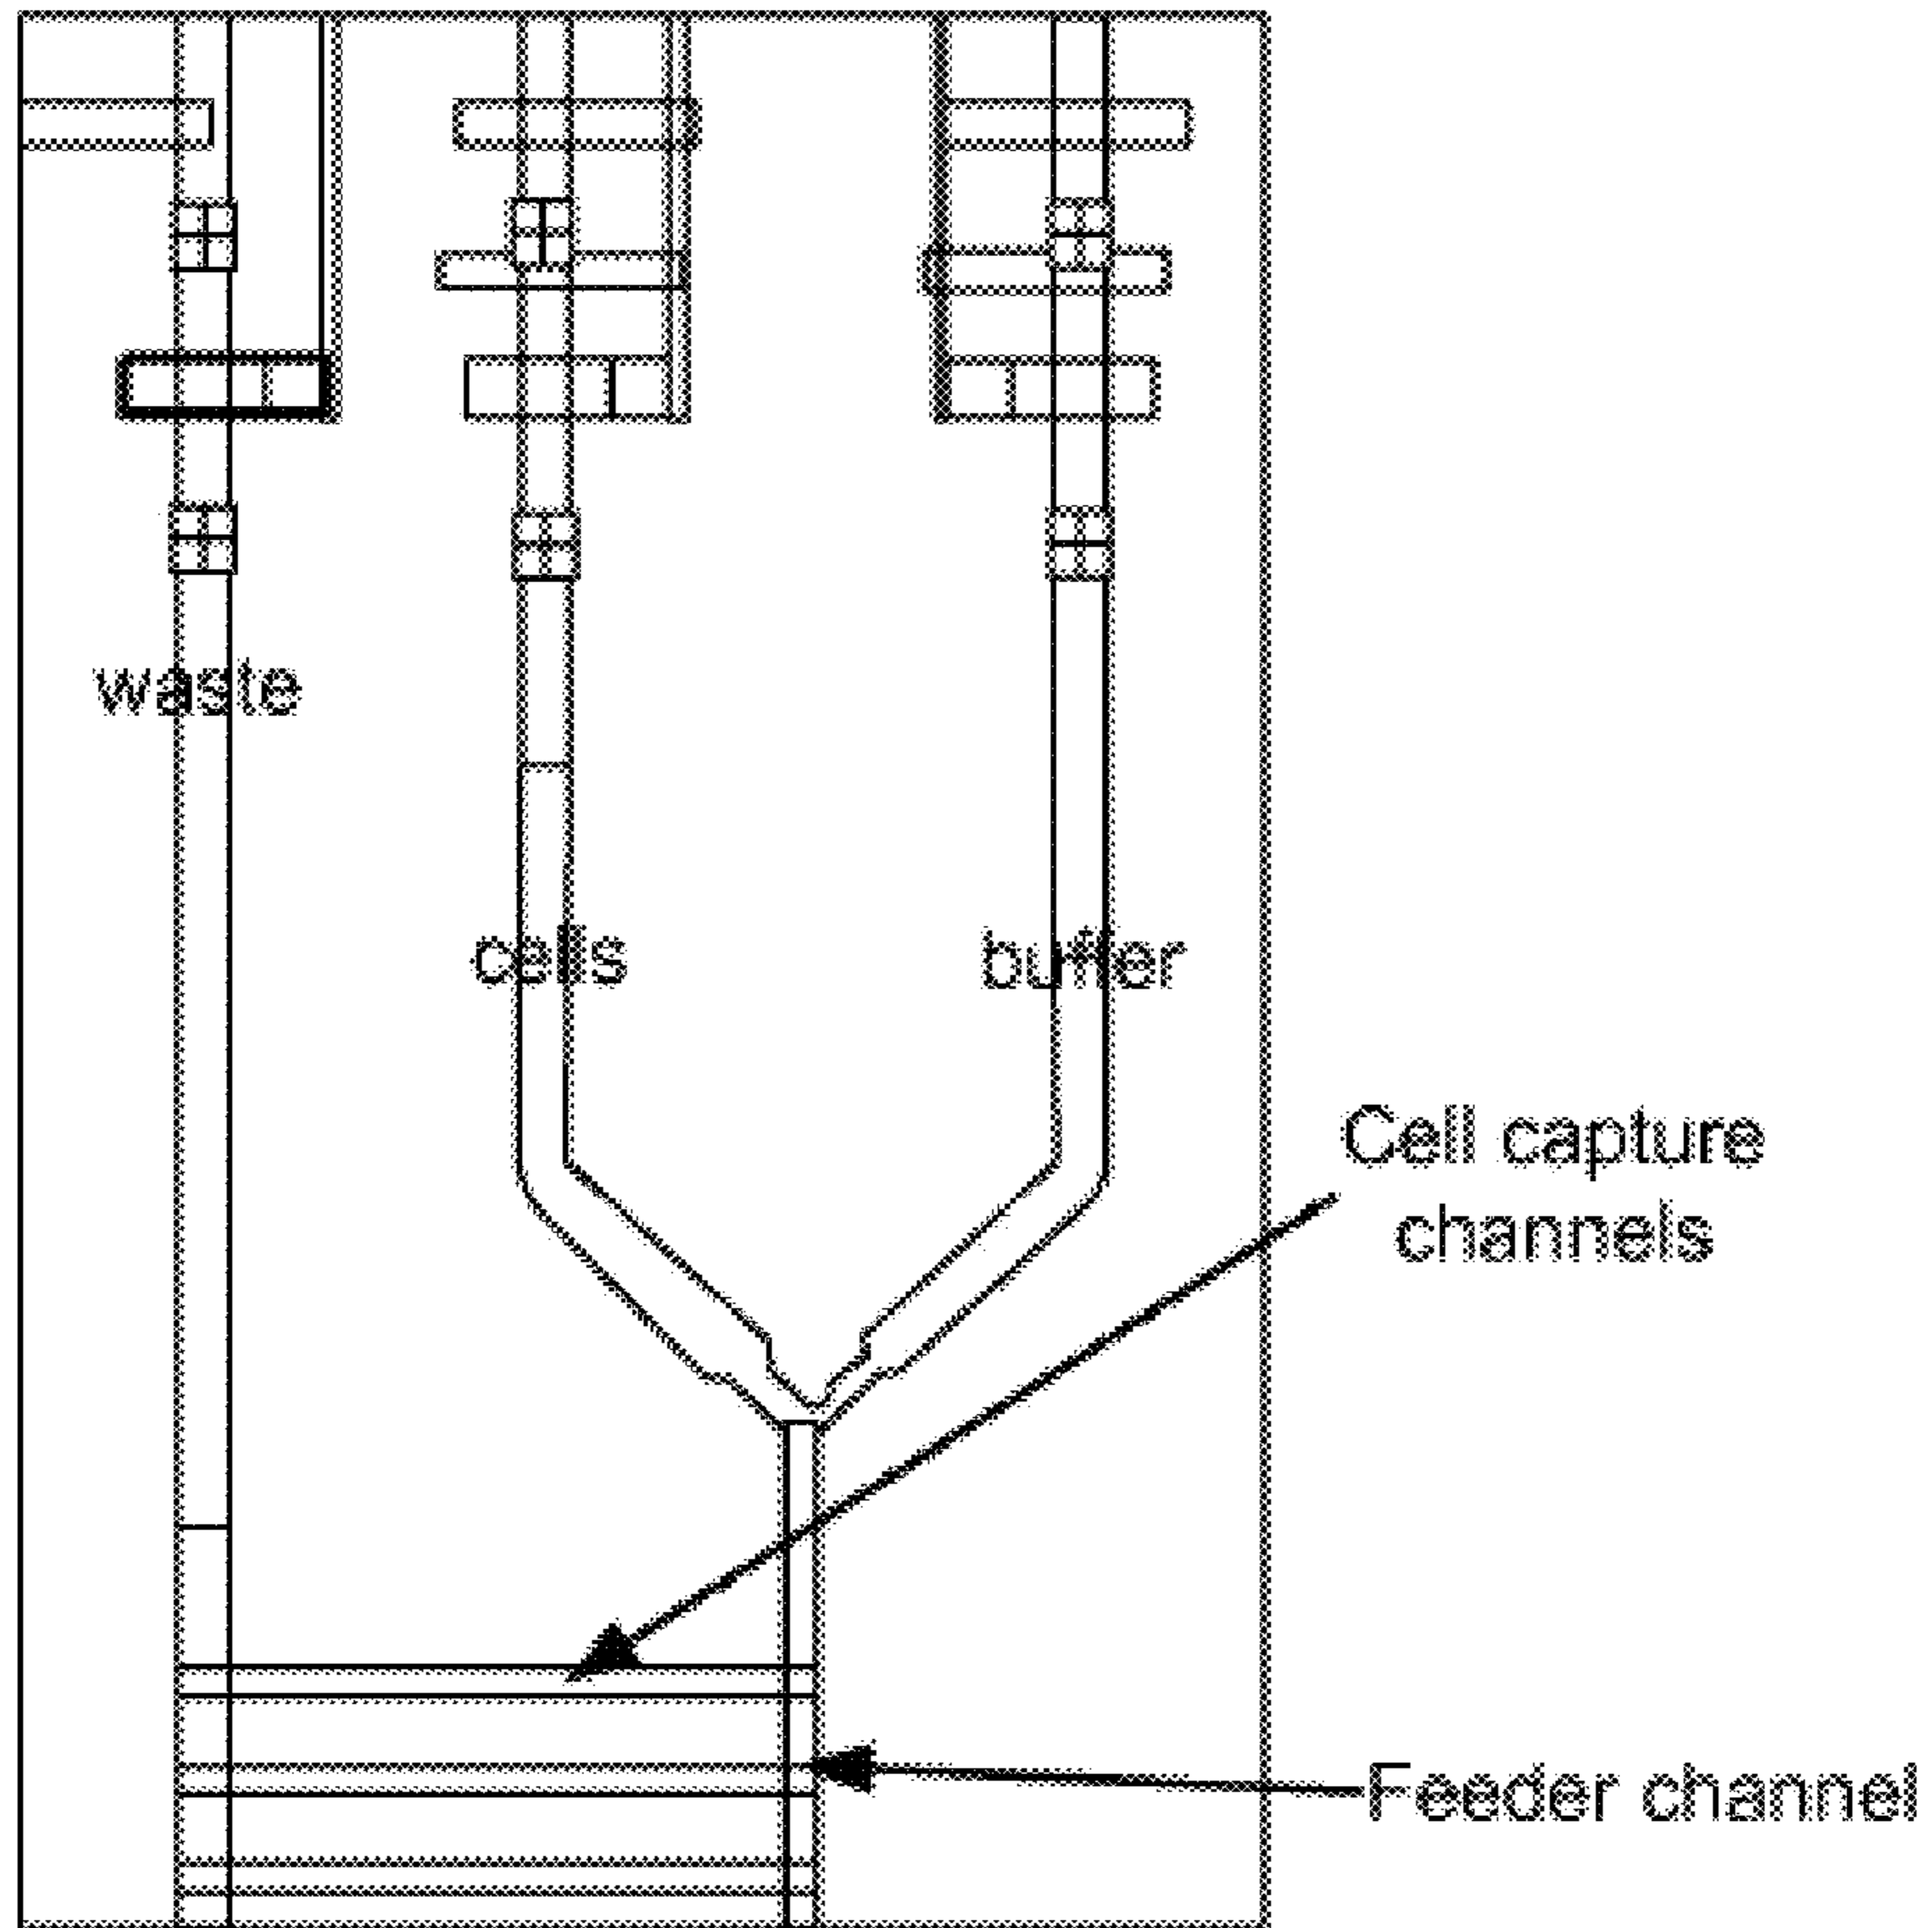 waste
cells
buffer
Cell capture
channels
Feeder channel